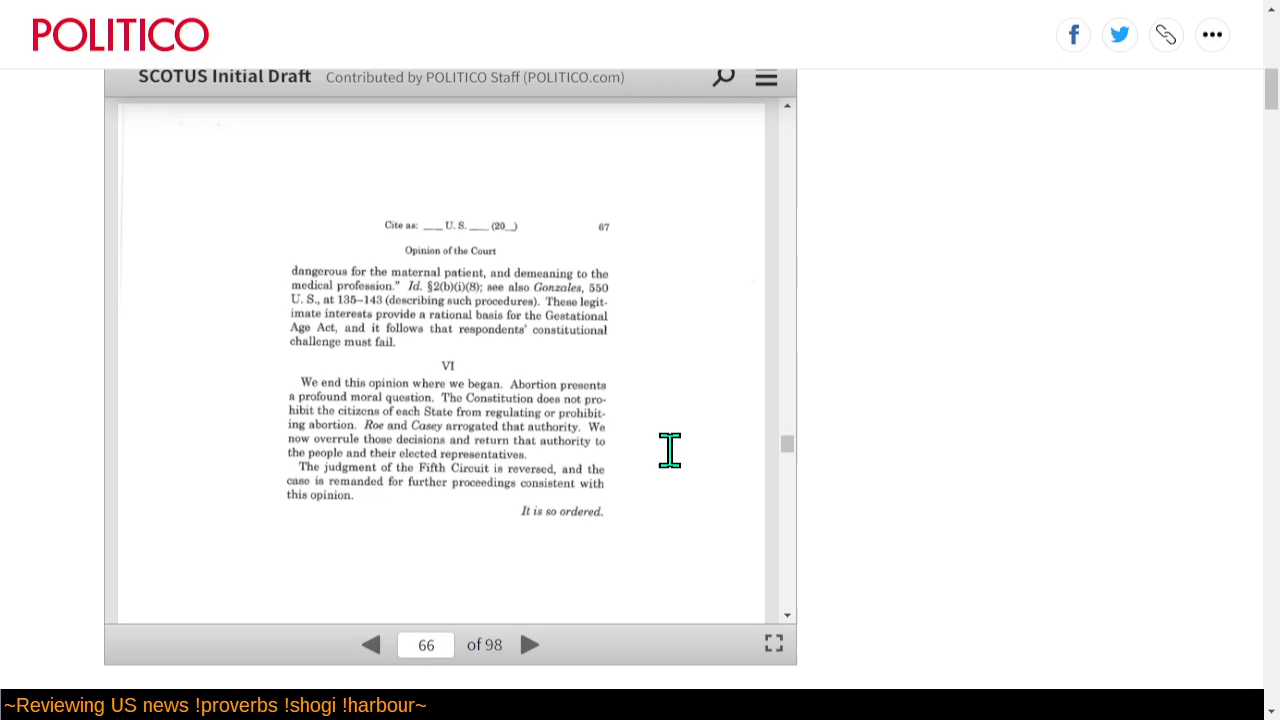 POLITICO
SCOTUS Initial Draft Contributed by POLITICO Staff (POLITICO.com)
Cite as: ___ U. S. ___ (20_) 67
Opinion of the Court
dangerous for the maternal patient, and demeaning to the
medical profession." Id. §2(b)(i)(8); see also Gonzales, 550
U. S., at 135–143 (describing such procedures). These legit-
imate interests provide a rational basis for the Gestational
Age Act, and it follows that respondents' constitutional
challenge must fail.
VI
We end this opinion where we began. Abortion presents
a profound moral question. The Constitution does not pro-
hibit the citizens of each State from regulating or prohibit-
ing abortion. Roe and Casey arrogated that authority. We
now overrule those decisions and return that authority to
the people and their elected representatives.
The judgment of the Fifth Circuit is reversed, and the
case is remanded for further proceedings consistent with
this opinion.
It is so ordered.
66 of 98
~Reviewing US news !proverbs !shogi !harbour~